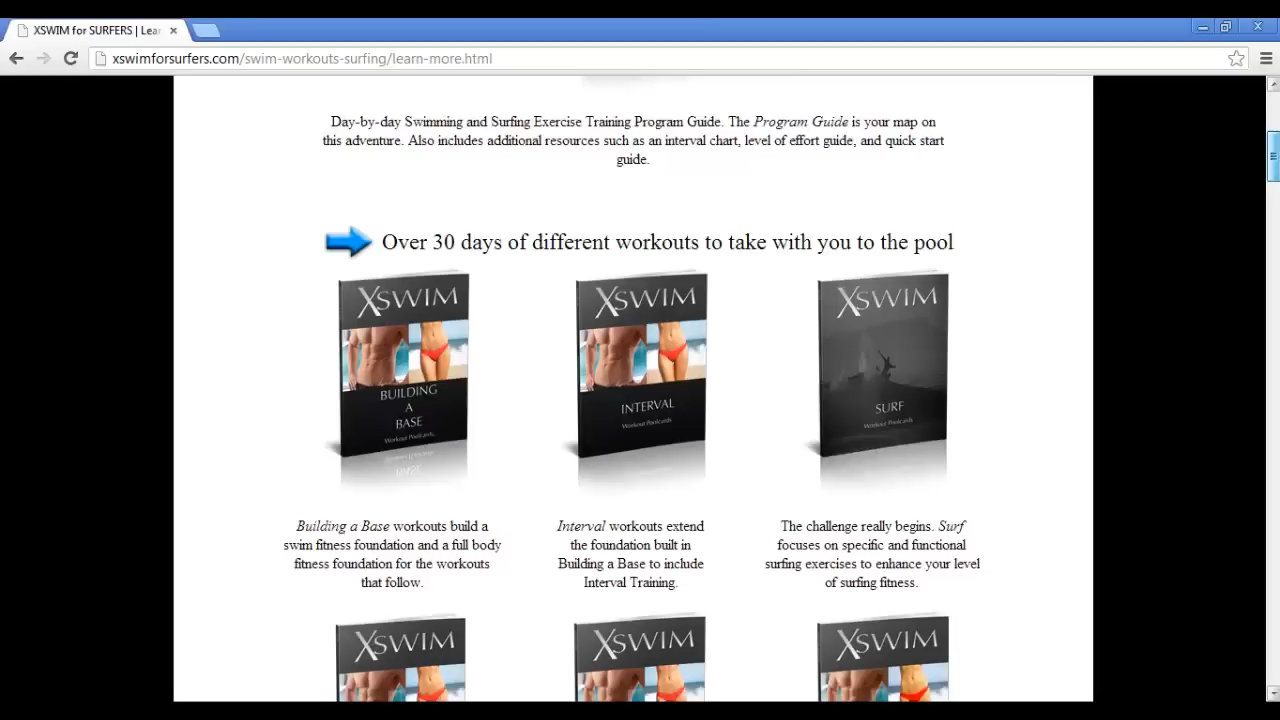 XSWIM for SURFERS | Lea
xswimforsurfers.com/swim-workouts-surfing/learn-more.html
Day-by-day Swimming and Surfing Exercise Training Program Guide. The Program Guide is your map on
this adventure. Also includes additional resources such as an interval chart, level of effort guide, and quick start
guide.
Over 30 days of different workouts to take with you to the pool
XSWIM
BUILDING
A
BASE
Workout Poolcards
XSWIM
INTERVAL
Workout Poolcards
XSWIM
SURF
Workout Poolcards
Building a Base workouts build a
swim fitness foundation and a full body
fitness foundation for the workouts
that follow.
Interval workouts extend
the foundation built in
Building a Base to include
Interval Training.
The challenge really begins. Surf
focuses on specific and functional
surfing exercises to enhance your level
of surfing fitness.
XSWIM
XSWIM
XSWIM